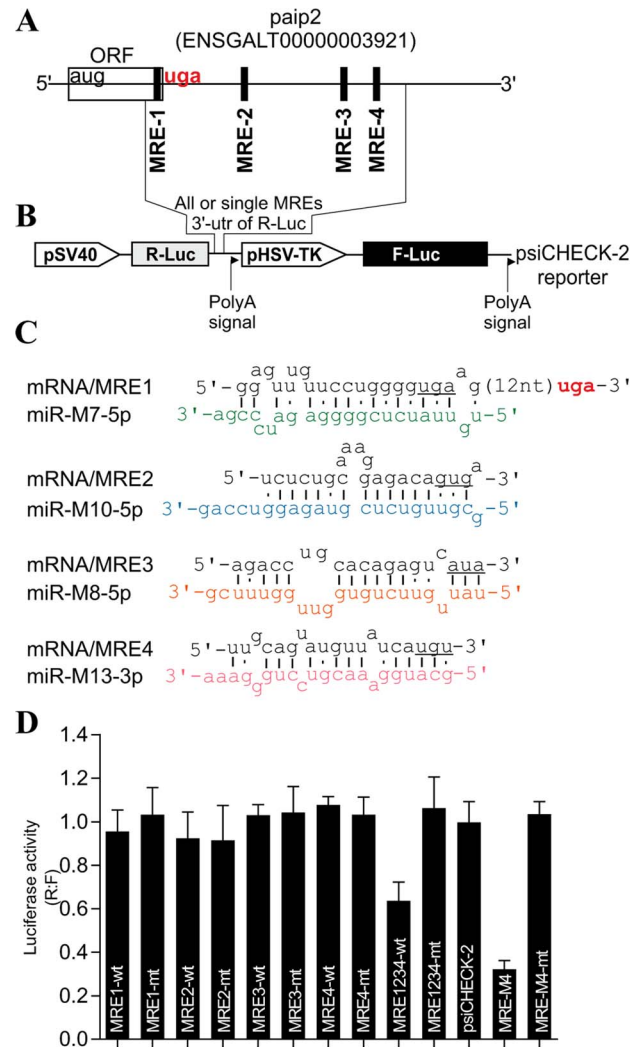 A
paip2
(ENSGALT00000003921)
ORF
aug
uga
5'
3'
MRE-1
MRE-2
MRE-3
MRE-4
All or single MREs
3'-utr of R-Luc
B
pSV40
R-Luc
pHSV-TK
F-Luc
psiCHECK-2
reporter
PolyA
signal
PolyA
signal
C
mRNA/MRE1
5'-gg ag uu ug uuccugggguga a g(12nt)uga-3'
miR-M7-5p
3'-agcc cu ag aggggcucuauu g u-5'
mRNA/MRE2
5'-ucucugc a aa g gagacagug a -3'
miR-M10-5p
3'-gaccuggagaug cucuguugc g -5'
mRNA/MRE3
5'-agacc ug cacagagu c aua-3'
miR-M8-5p
3'-gcuuugg uug gugucuug u uau-5'
mRNA/MRE4
5'-uu g cag u auguu a ucaugu-3'
miR-M13-3p
3'-aaag g guc c ugcaa a gguacg-5'
D
Luciferase activity
(R:F)
1.4
1.2
1.0
0.8
0.6
0.4
0.2
0.0
MRE1-wt
MRE1-mt
MRE2-wt
MRE2-mt
MRE3-wt
MRE3-mt
MRE4-wt
MRE4-mt
MRE1234-wt
MRE1234-mt
psiCHECK-2
MRE-M4
MRE-M4-mt